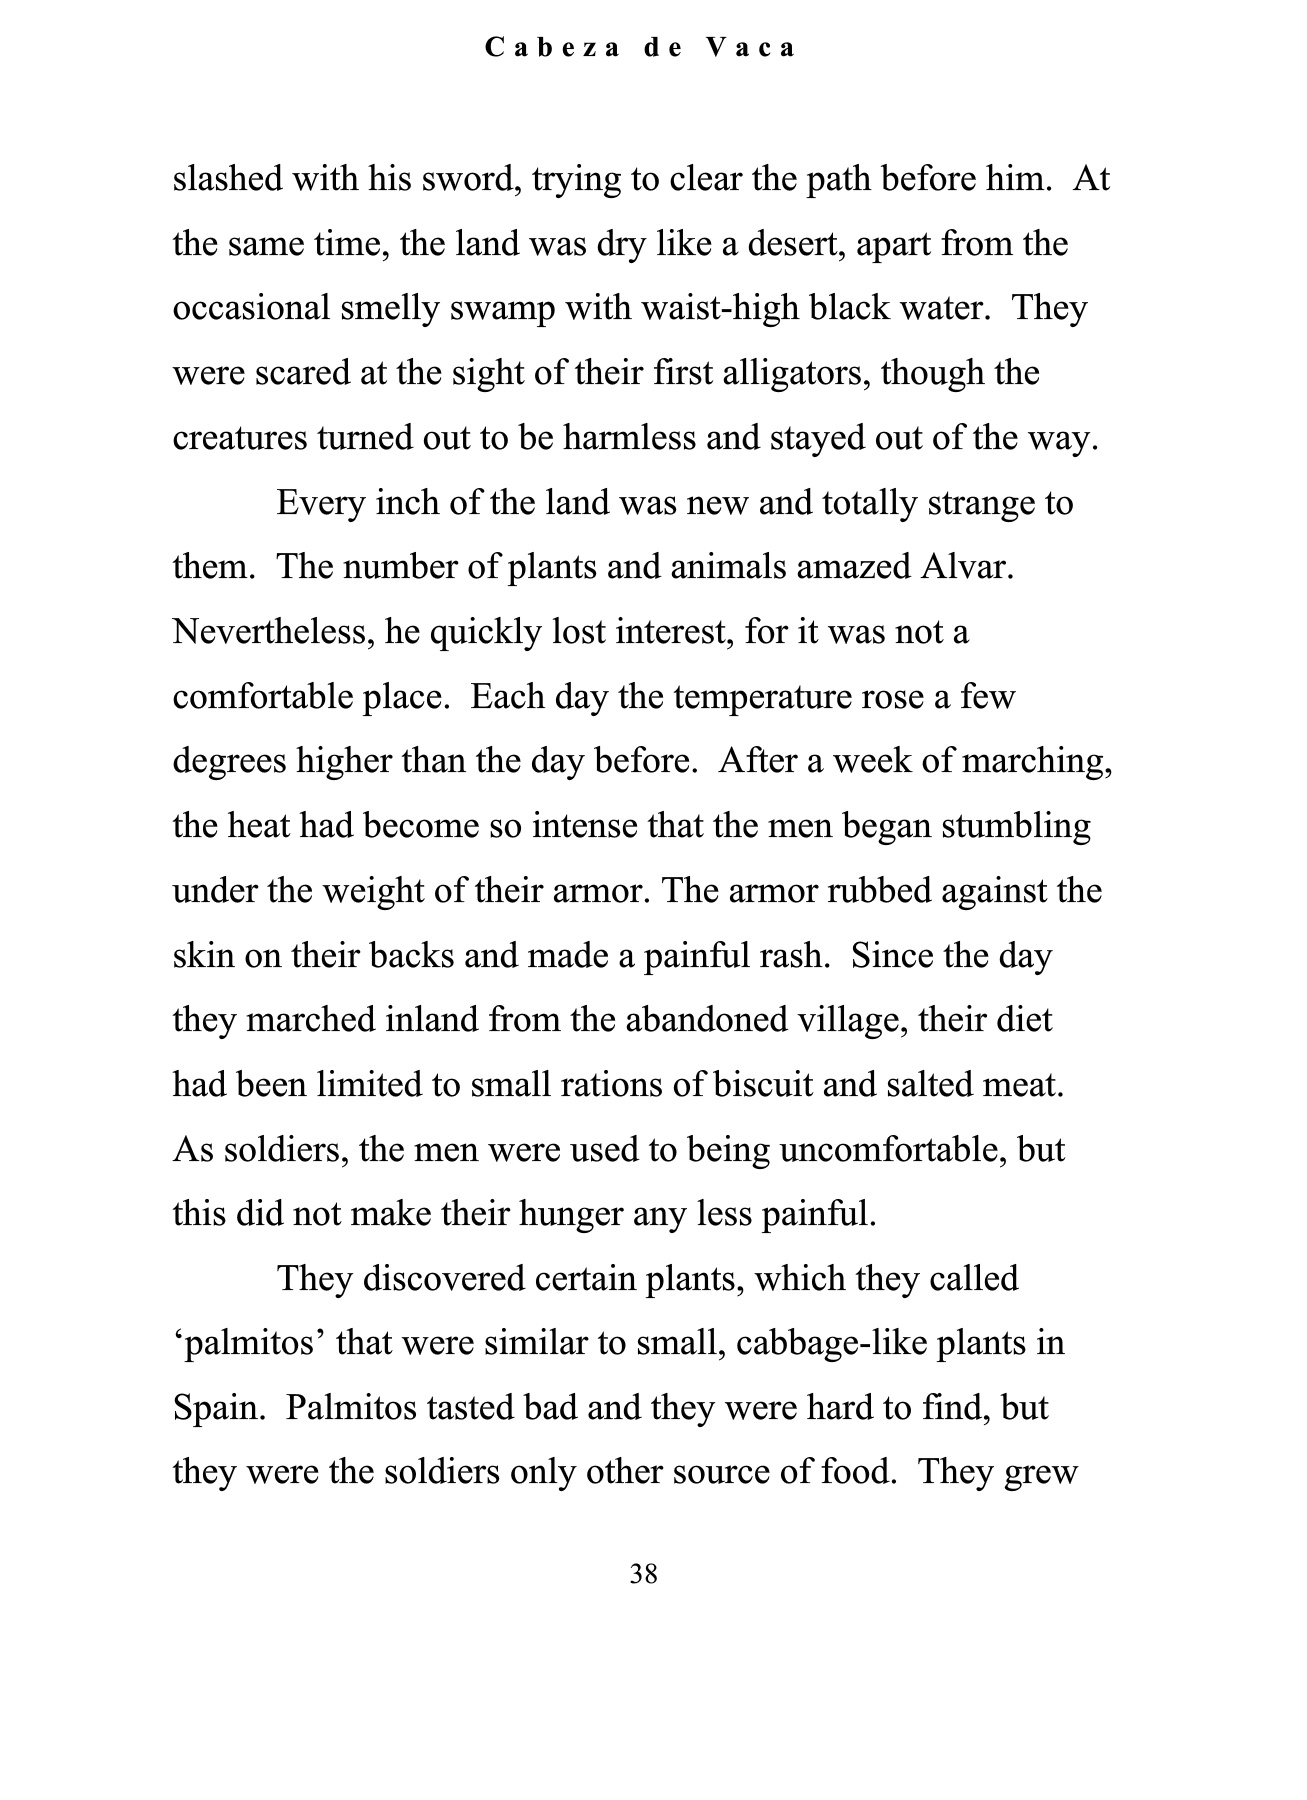 Cabeza de Vaca
slashed with his sword, trying to clear the path before him.  At
the same time, the land was dry like a desert, apart from the
occasional smelly swamp with waist-high black water.  They
were scared at the sight of their first alligators, though the
creatures turned out to be harmless and stayed out of the way.
Every inch of the land was new and totally strange to
them.  The number of plants and animals amazed Alvar.
Nevertheless, he quickly lost interest, for it was not a
comfortable place.  Each day the temperature rose a few
degrees higher than the day before.  After a week of marching,
the heat had become so intense that the men began stumbling
under the weight of their armor. The armor rubbed against the
skin on their backs and made a painful rash.  Since the day
they marched inland from the abandoned village, their diet
had been limited to small rations of biscuit and salted meat.
As soldiers, the men were used to being uncomfortable, but
this did not make their hunger any less painful.
They discovered certain plants, which they called
‘palmitos’ that were similar to small, cabbage-like plants in
Spain.  Palmitos tasted bad and they were hard to find, but
they were the soldiers only other source of food.  They grew
38